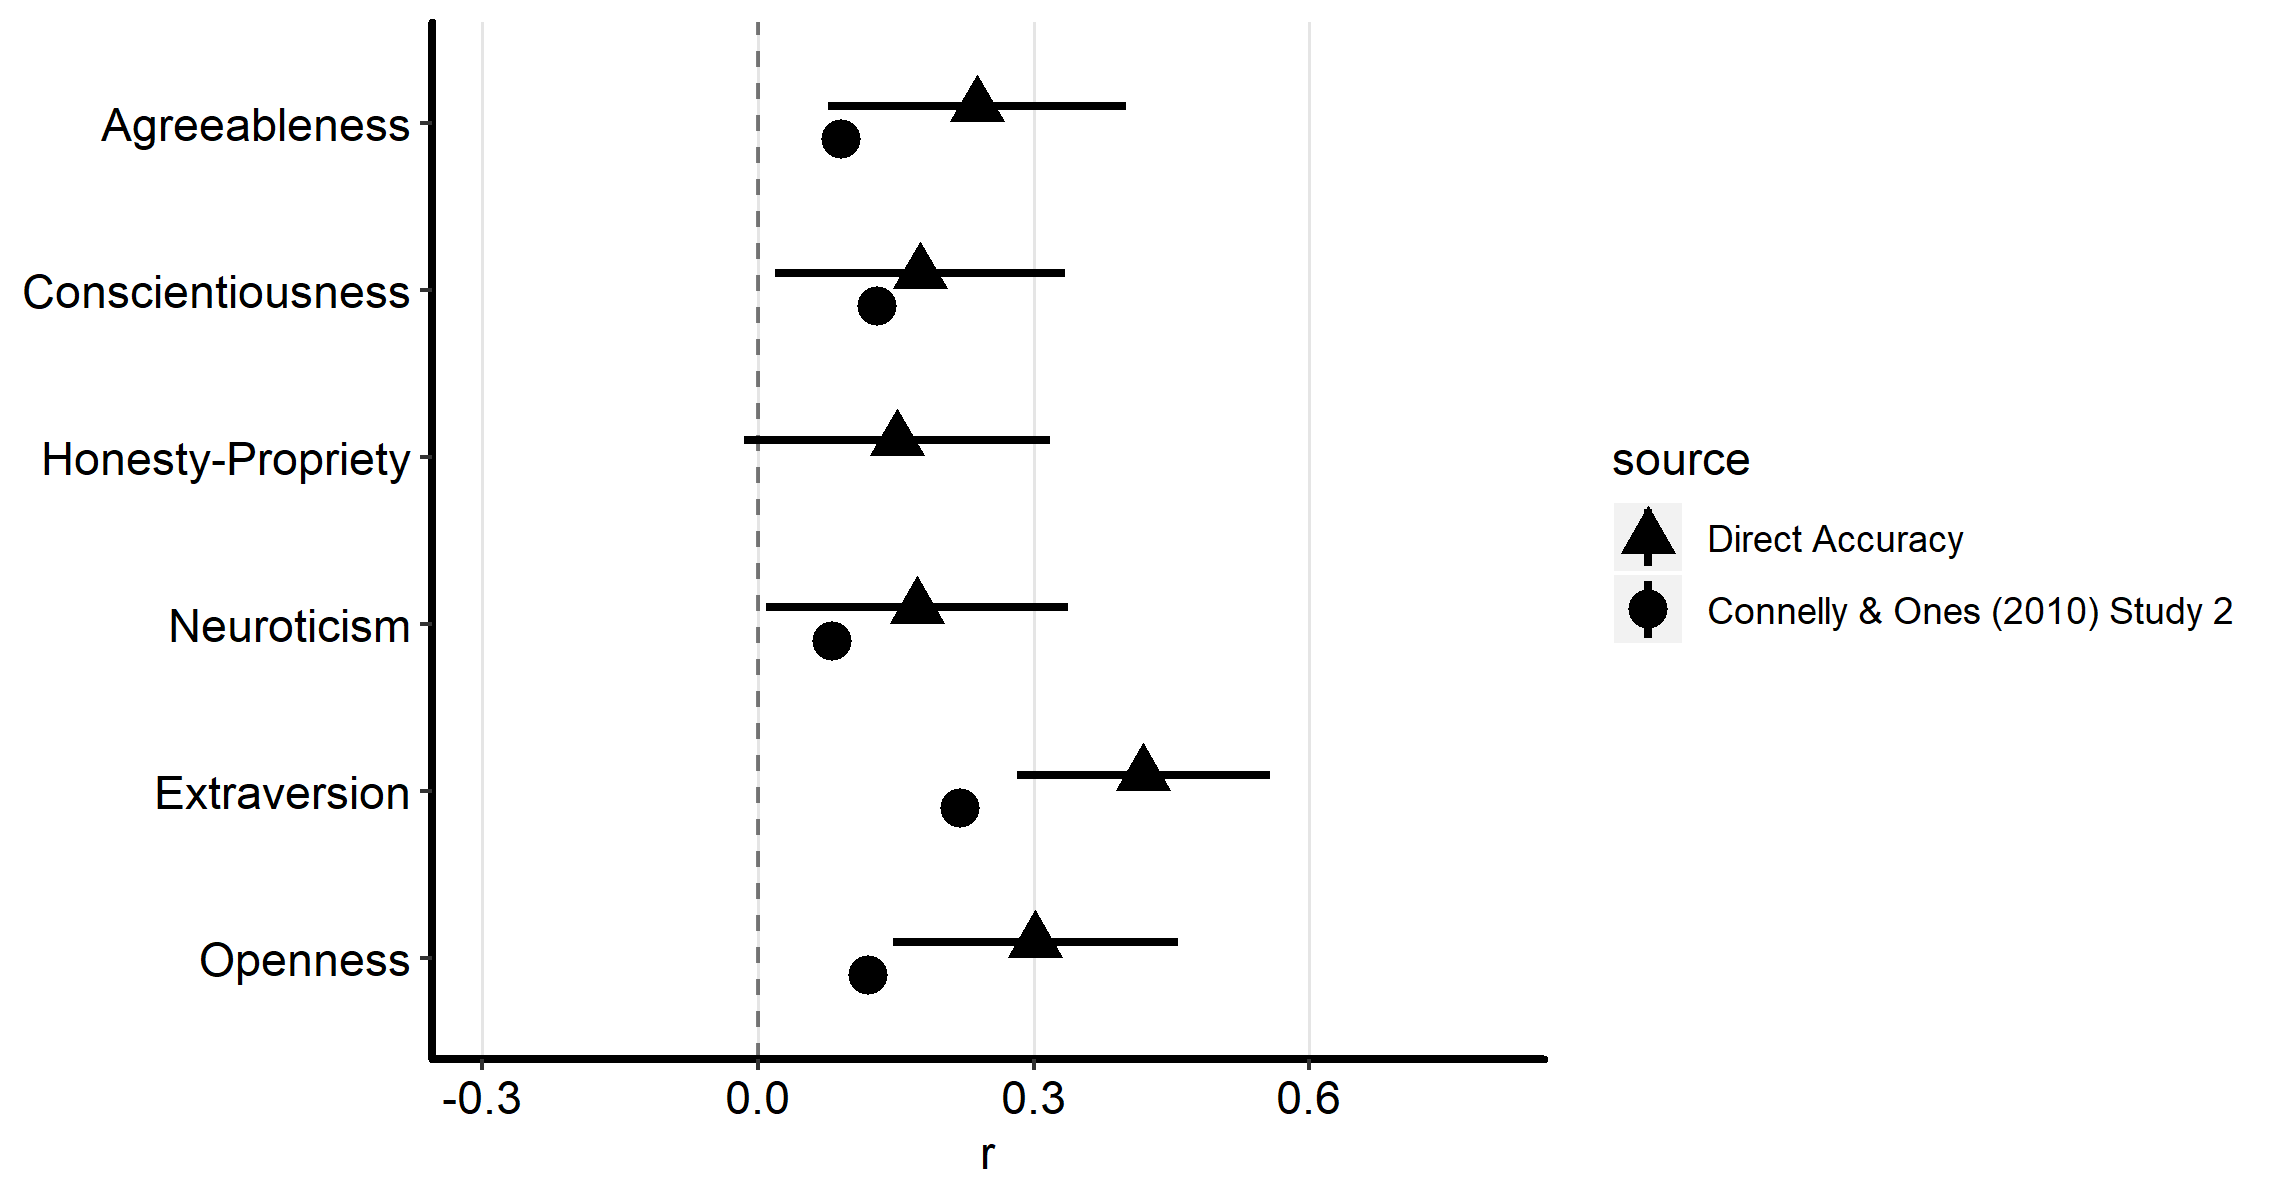 Agreeableness
Conscientiousness
Honesty-Propriety
Neuroticism
Extraversion
Openness
-0.3
0.0
0.3
0.6
r
source
Direct Accuracy
Connelly & Ones (2010) Study 2